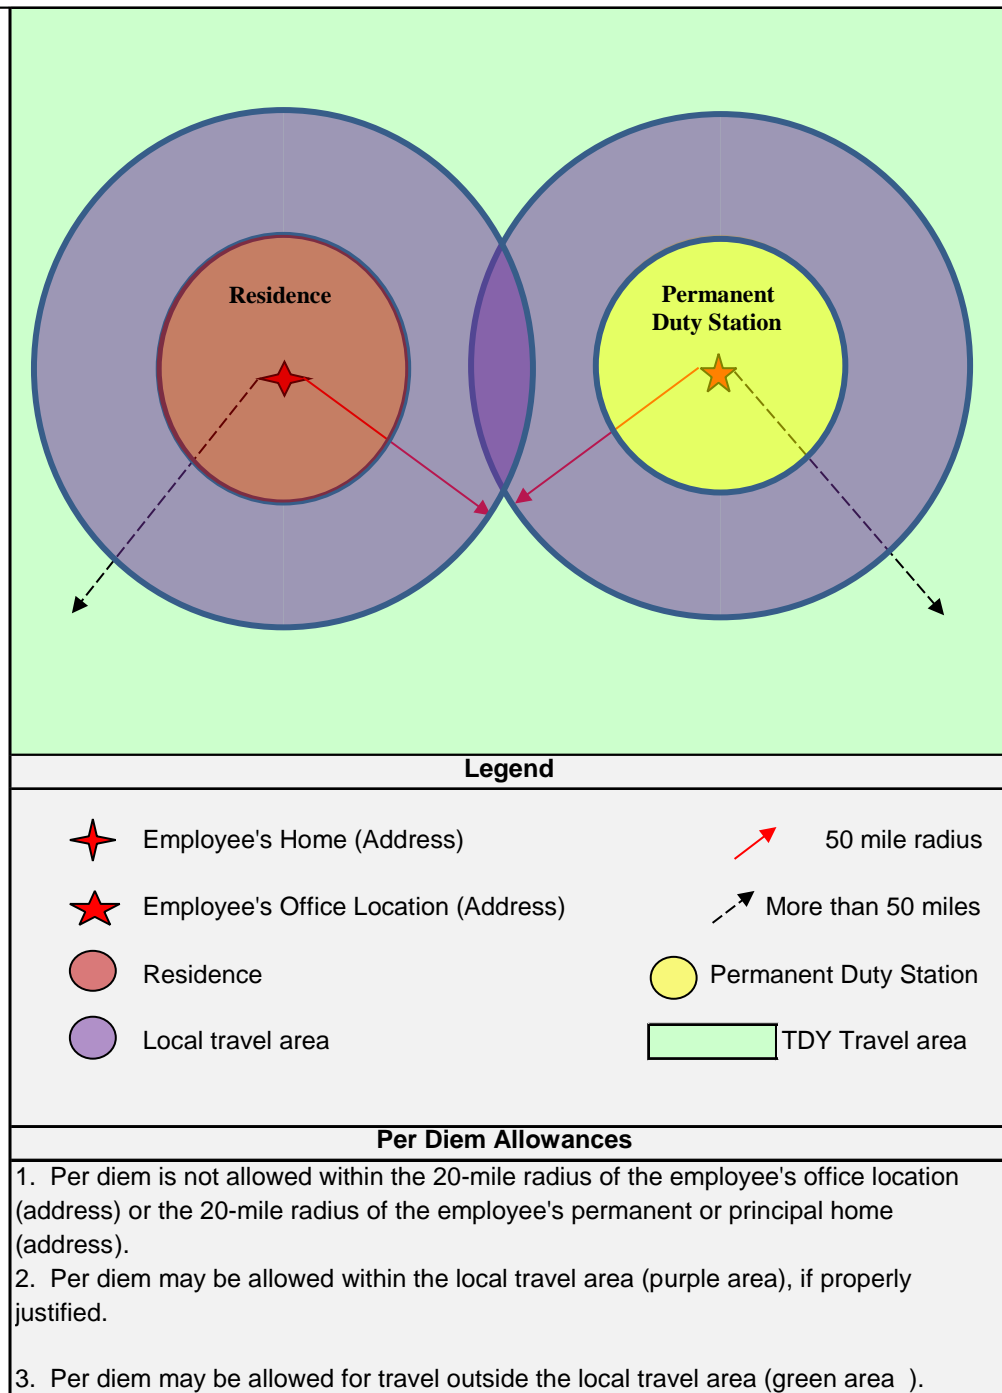 Residence
Permanent
Duty Station
Legend
Employee's Home (Address)
50 mile radius
Employee's Office Location (Address)
More than 50 miles
Residence
Permanent Duty Station
Local travel area
TDY Travel area
Per Diem Allowances
1.  Per diem is not allowed within the 20-mile radius of the employee's office location
(address) or the 20-mile radius of the employee's permanent or principal home
(address).
2.  Per diem may be allowed within the local travel area (purple area), if properly
justified.
3.  Per diem may be allowed for travel outside the local travel area (green area  ).